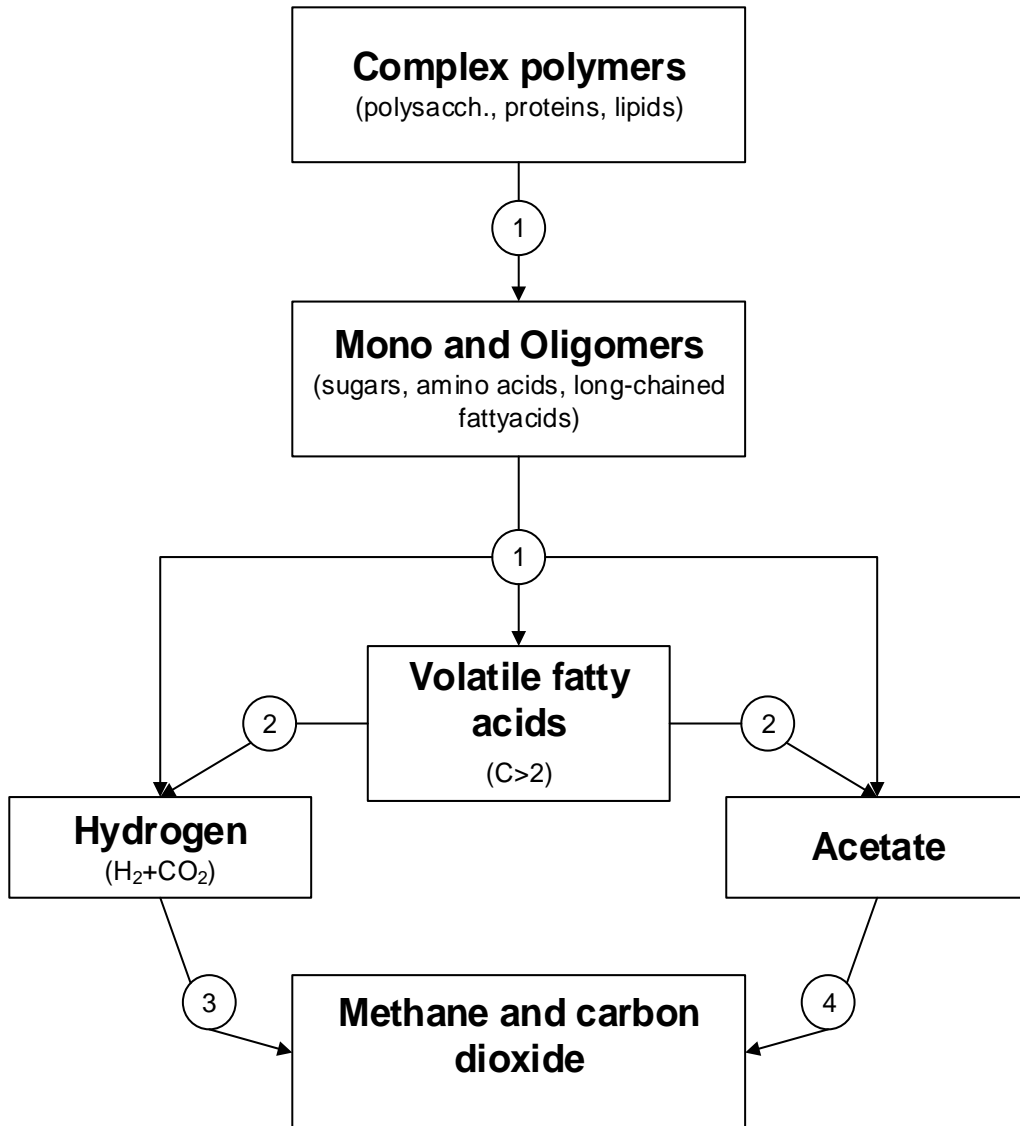 Complex polymers
(polysacch., proteins, lipids)
1
Mono and Oligomers
(sugars, amino acids, long-chained
fattyacids)
1
Volatile fatty
acids
(C>2)
2
2
Hydrogen
(H₂+CO₂)
Acetate
3
4
Methane and carbon
dioxide